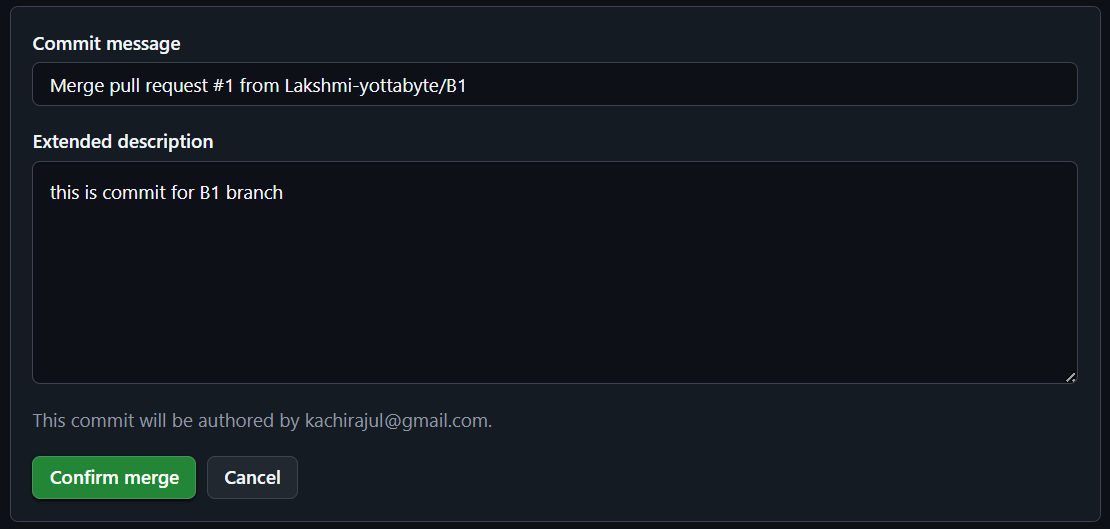 Commit message
Merge pull request #1 from Lakshmi-yottabyte/B1
Extended description
this is commit for B1 branch
This commit will be authored by kachirajul@gmail.com.
Confirm merge
Cancel